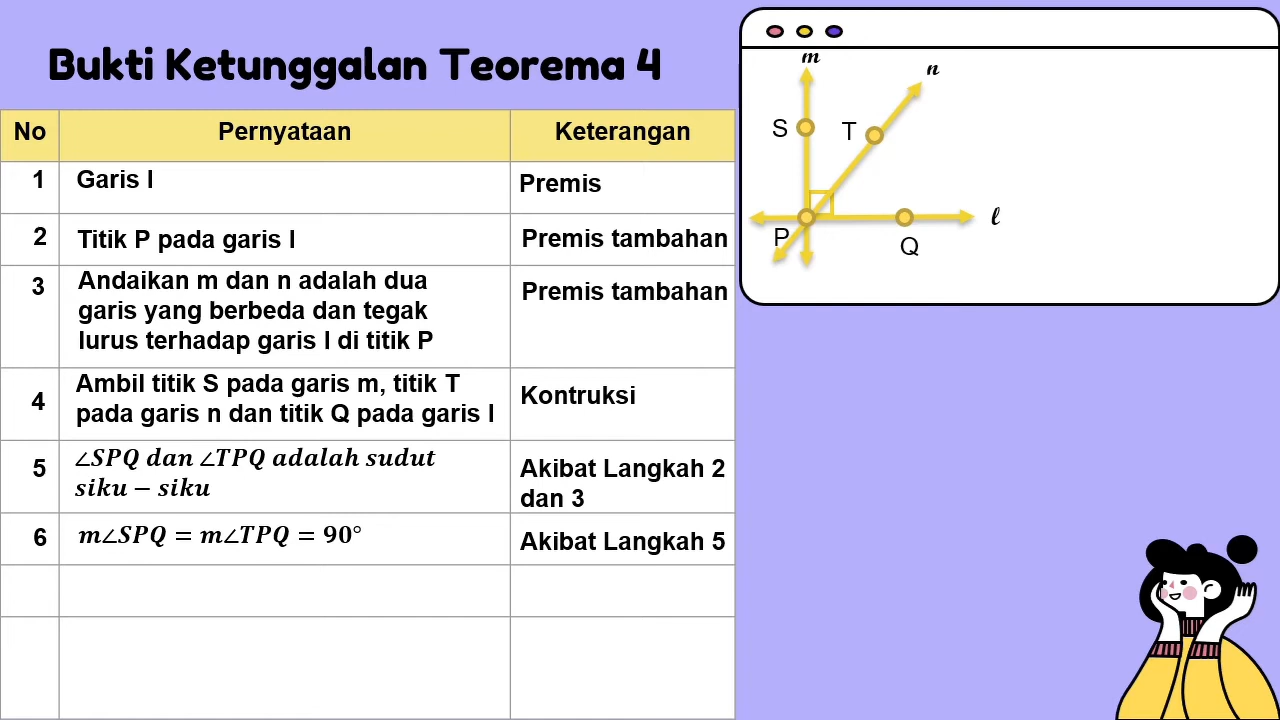 Bukti Ketunggalan Teorema 4
No Pernyataan Keterangan
1 Garis l Premis
2 Titik P pada garis l Premis tambahan
3 Andaikan m dan n adalah dua
garis yang berbeda dan tegak
lurus terhadap garis l di titik P
Premis tambahan
4 Ambil titik S pada garis m, titik T
pada garis n dan titik Q pada garis l
Kontruksi
5 ∠SPQ dan ∠TPQ adalah sudut
siku − siku
Akibat Langkah 2
dan 3
6 m∠SPQ = m∠TPQ = 90° Akibat Langkah 5
m
n
S
T
ℓ
P
Q